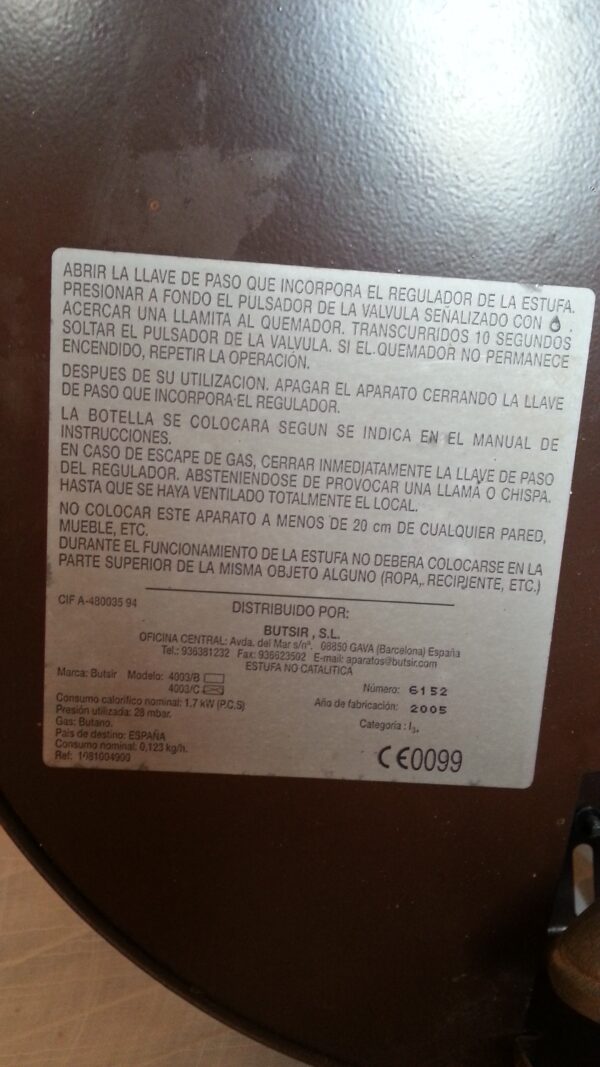 ABRIR LA LLAVE DE PASO QUE INCORPORA EL REGULADOR DE LA ESTUFA.
PRESIONAR A FONDO EL PULSADOR DE LA VALVULA SEÑALIZADO CON .
ACERCAR UNA LLAMITA AL QUEMADOR. TRANSCURRIDOS 10 SEGUNDOS
SOLTAR EL PULSADOR DE LA VALVULA. SI EL QUEMADOR NO PERMANECE
ENCENDIDO, REPETIR LA OPERACIÓN.
DESPUES DE SU UTILIZACION. APAGAR EL APARATO CERRANDO LA LLAVE
DE PASO QUE INCORPORA EL REGULADOR.
LA BOTELLA SE COLOCARA SEGUN SE INDICA EN EL MANUAL DE
INSTRUCCIONES.
EN CASO DE ESCAPE DE GAS, CERRAR INMEDIATAMENTE LA LLAVE DE PASO
DEL REGULADOR. ABSTENIENDOSE DE PROVOCAR UNA LLAMA O CHISPA.
HASTA QUE SE HAYA VENTILADO TOTALMENTE EL LOCAL.
NO COLOCAR ESTE APARATO A MENOS DE 20 cm DE CUALQUIER PARED,
MUEBLE, ETC.
DURANTE EL FUNCIONAMIENTO DE LA ESTUFA NO DEBERA COLOCARSE EN LA
PARTE SUPERIOR DE LA MISMA OBJETO ALGUNO (ROPA, RECIPIENTE, ETC.)
CIF A-480035 94
DISTRIBUIDO POR:
BUTSIR, S.L.
OFICINA CENTRAL: Avda. del Mar s/nº. 08850 GAVA (Barcelona) España
Tel.: 936381232 Fax: 936623502 E-mail: aparatos@butsir.com
ESTUFA NO CATALITICA
Marca: Butsir Modelo: 4003/B
4003/C
Número: 6152
Consumo calorífico nominal: 1.7 kW (P.C.S)
Año de fabricación: 2005
Presión utilizada: 28 mbar.
Gas: Butano.
Categoria: I3.
Pais de destino: ESPAÑA
Consumo nominal: 0,123 kg/h.
Ref: 1081004900
CE0099